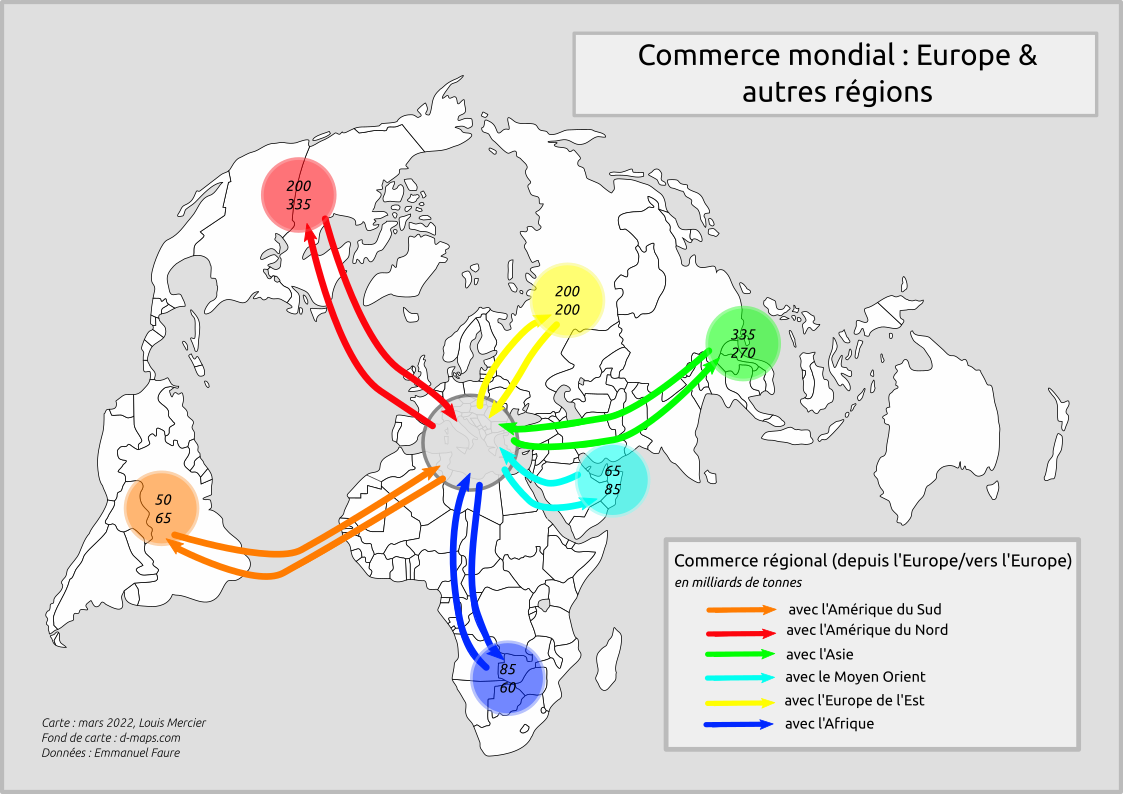 Commerce mondial : Europe &
autres régions
200
335
200
200
335
270
65
85
50
65
85
60
Commerce régional (depuis l'Europe/vers l'Europe)
en milliards de tonnes
avec l'Amérique du Sud
avec l'Amérique du Nord
avec l'Asie
avec le Moyen Orient
avec l'Europe de l'Est
avec l'Afrique
Carte : mars 2022, Louis Mercier
Fond de carte : d-maps.com
Données : Emmanuel Faure